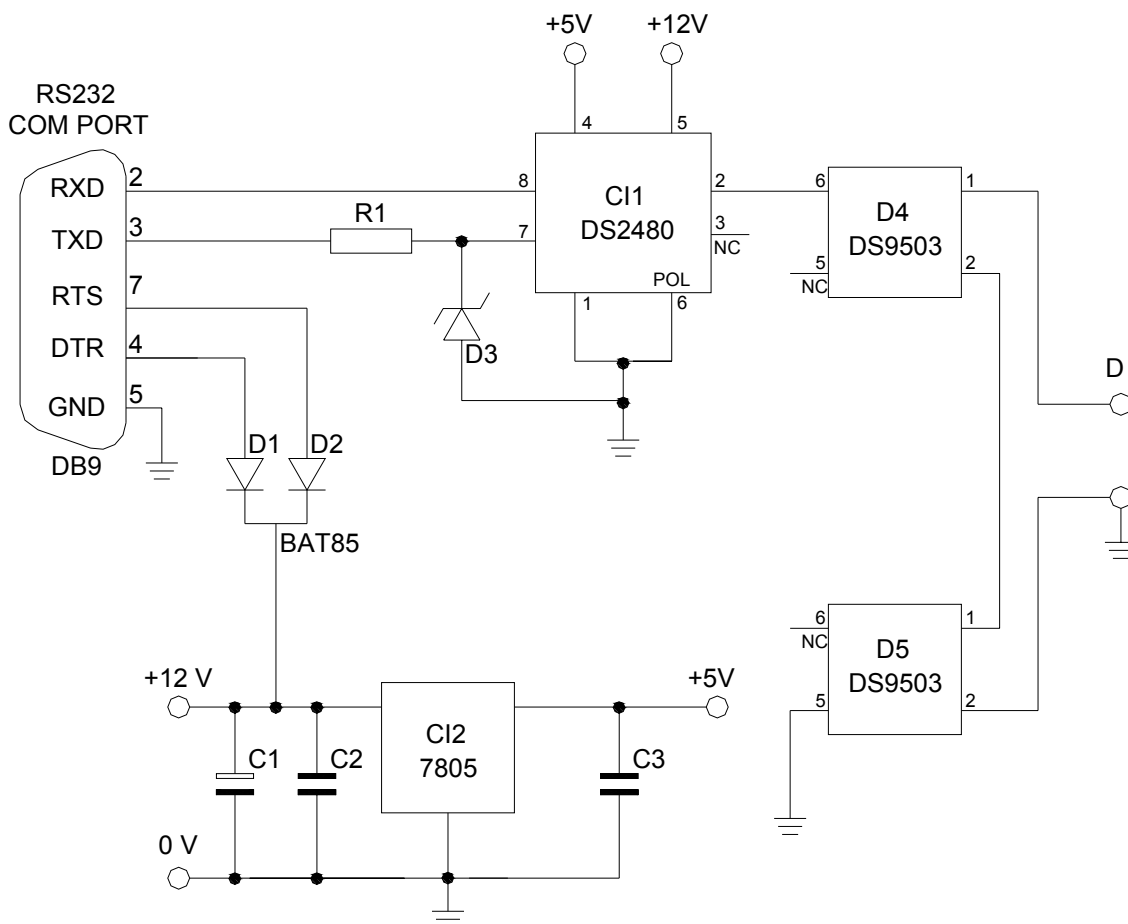 +5V
+12V
RS232
COM PORT
4
5
RXD
2
8
CI1
DS2480
2
6
D4
DS9503
1
TXD
3
R1
7
3
NC
5
NC
2
RTS
7
POL
1
6
D3
DTR
4
D
GND
5
DB9
D1
D2
BAT85
6
NC
D5
DS9503
1
5
2
+12 V
+5V
CI2
7805
C1
C2
C3
0 V